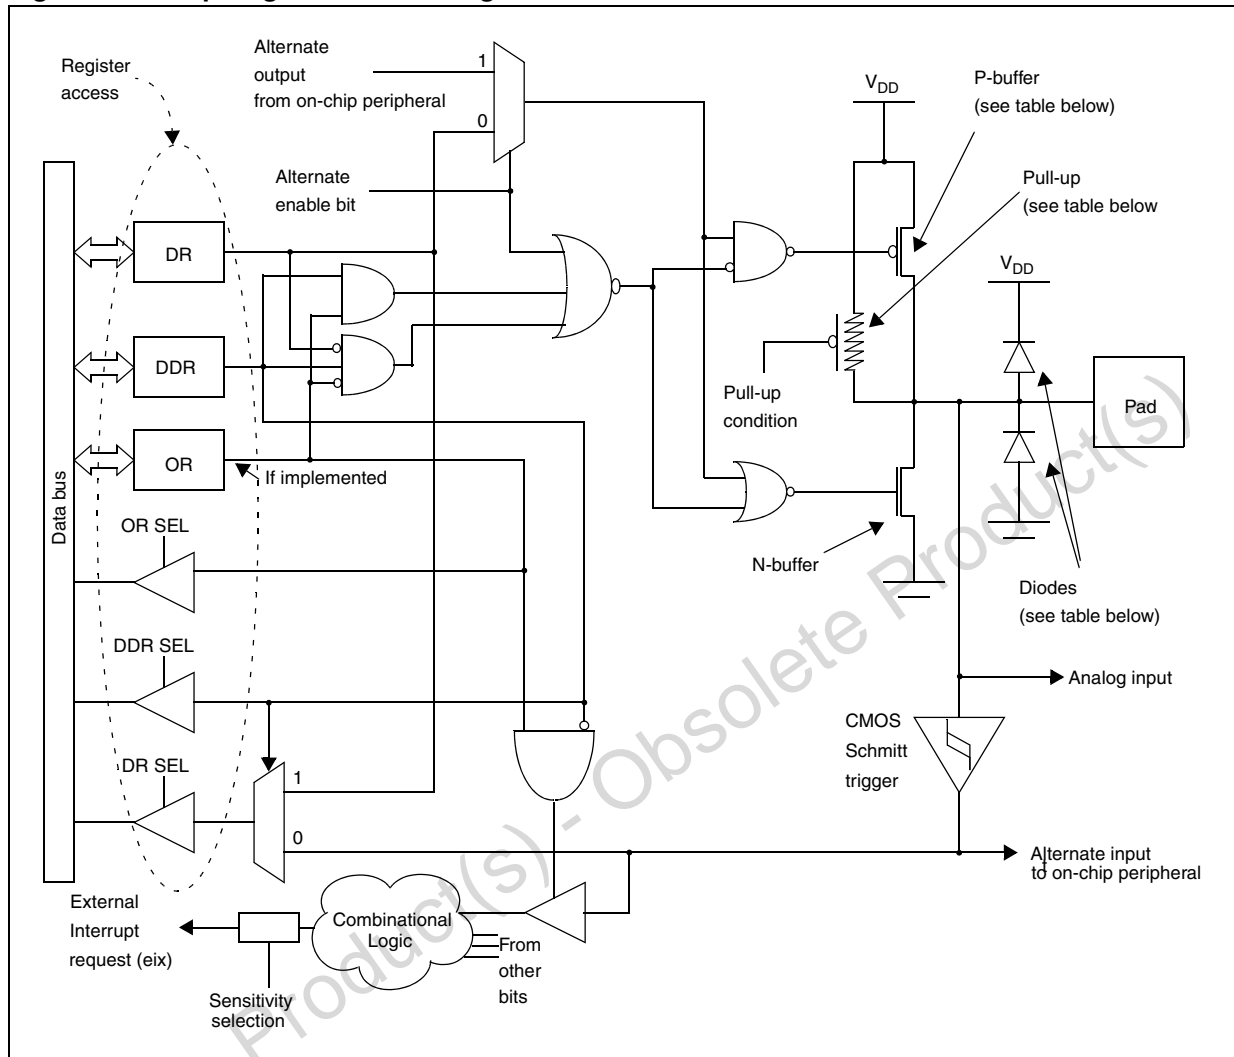 Alternate
output
from on-chip peripheral
1
0
Register
access
VDD
P-buffer
(see table below)
Alternate
enable bit
Pull-up
(see table below
DR
VDD
DDR
Pull-up
condition
Pad
OR
If implemented
Data bus
OR SEL
N-buffer
Diodes
(see table below)
DDR SEL
Analog input
CMOS
Schmitt
trigger
DR SEL
1
0
Alternate input
to on-chip peripheral
External
Interrupt
request (eix)
Combinational
Logic
From
other
bits
Sensitivity
selection
Product(s) - Obsolete Product(s)